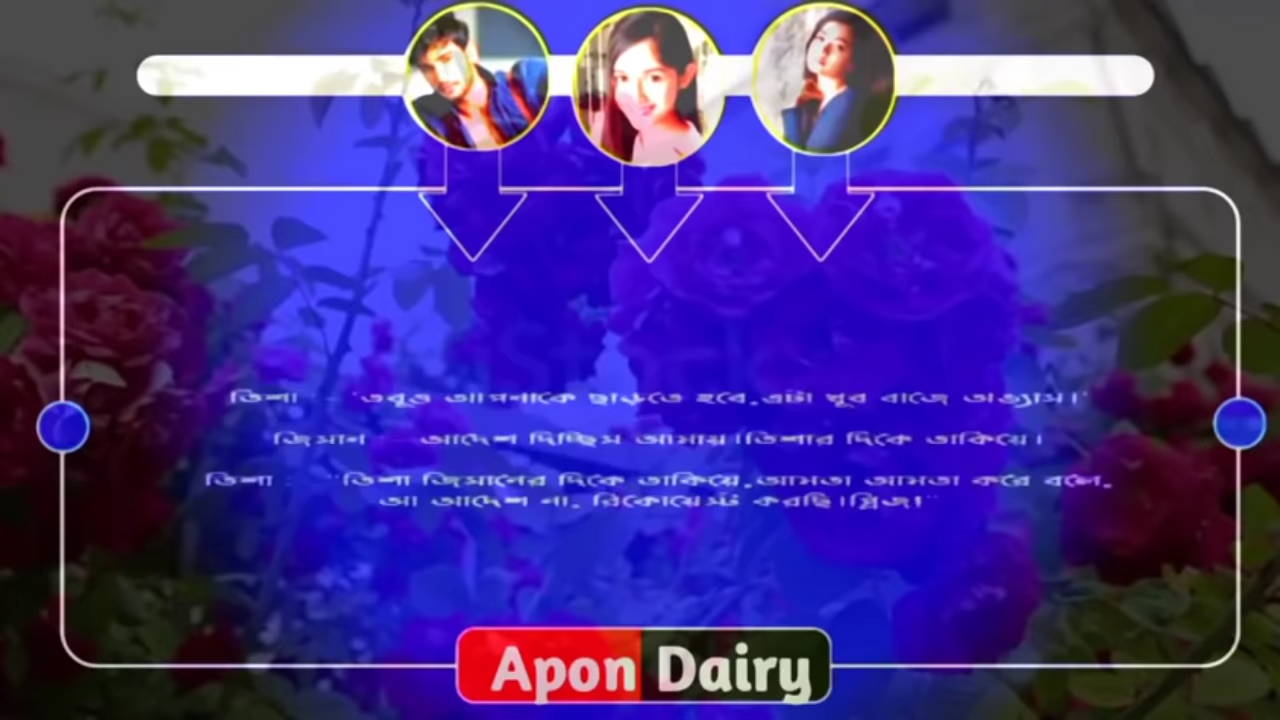 তিশা :- "তবুও আপনাকে ছাড়তে হবে,এটা খুব বাজে অভ্যাস।"
জিসান :- আদেশ দিচ্ছিস আমায়।তিশার দিকে তাকিয়ে।
তিশা :- "তিশা জিসানের দিকে তাকিয়ে,আমতা আমতা করে বলে,
আ আদেশ না, রিকোয়েস্ট করছি।প্লিজ!"
Apon Dairy